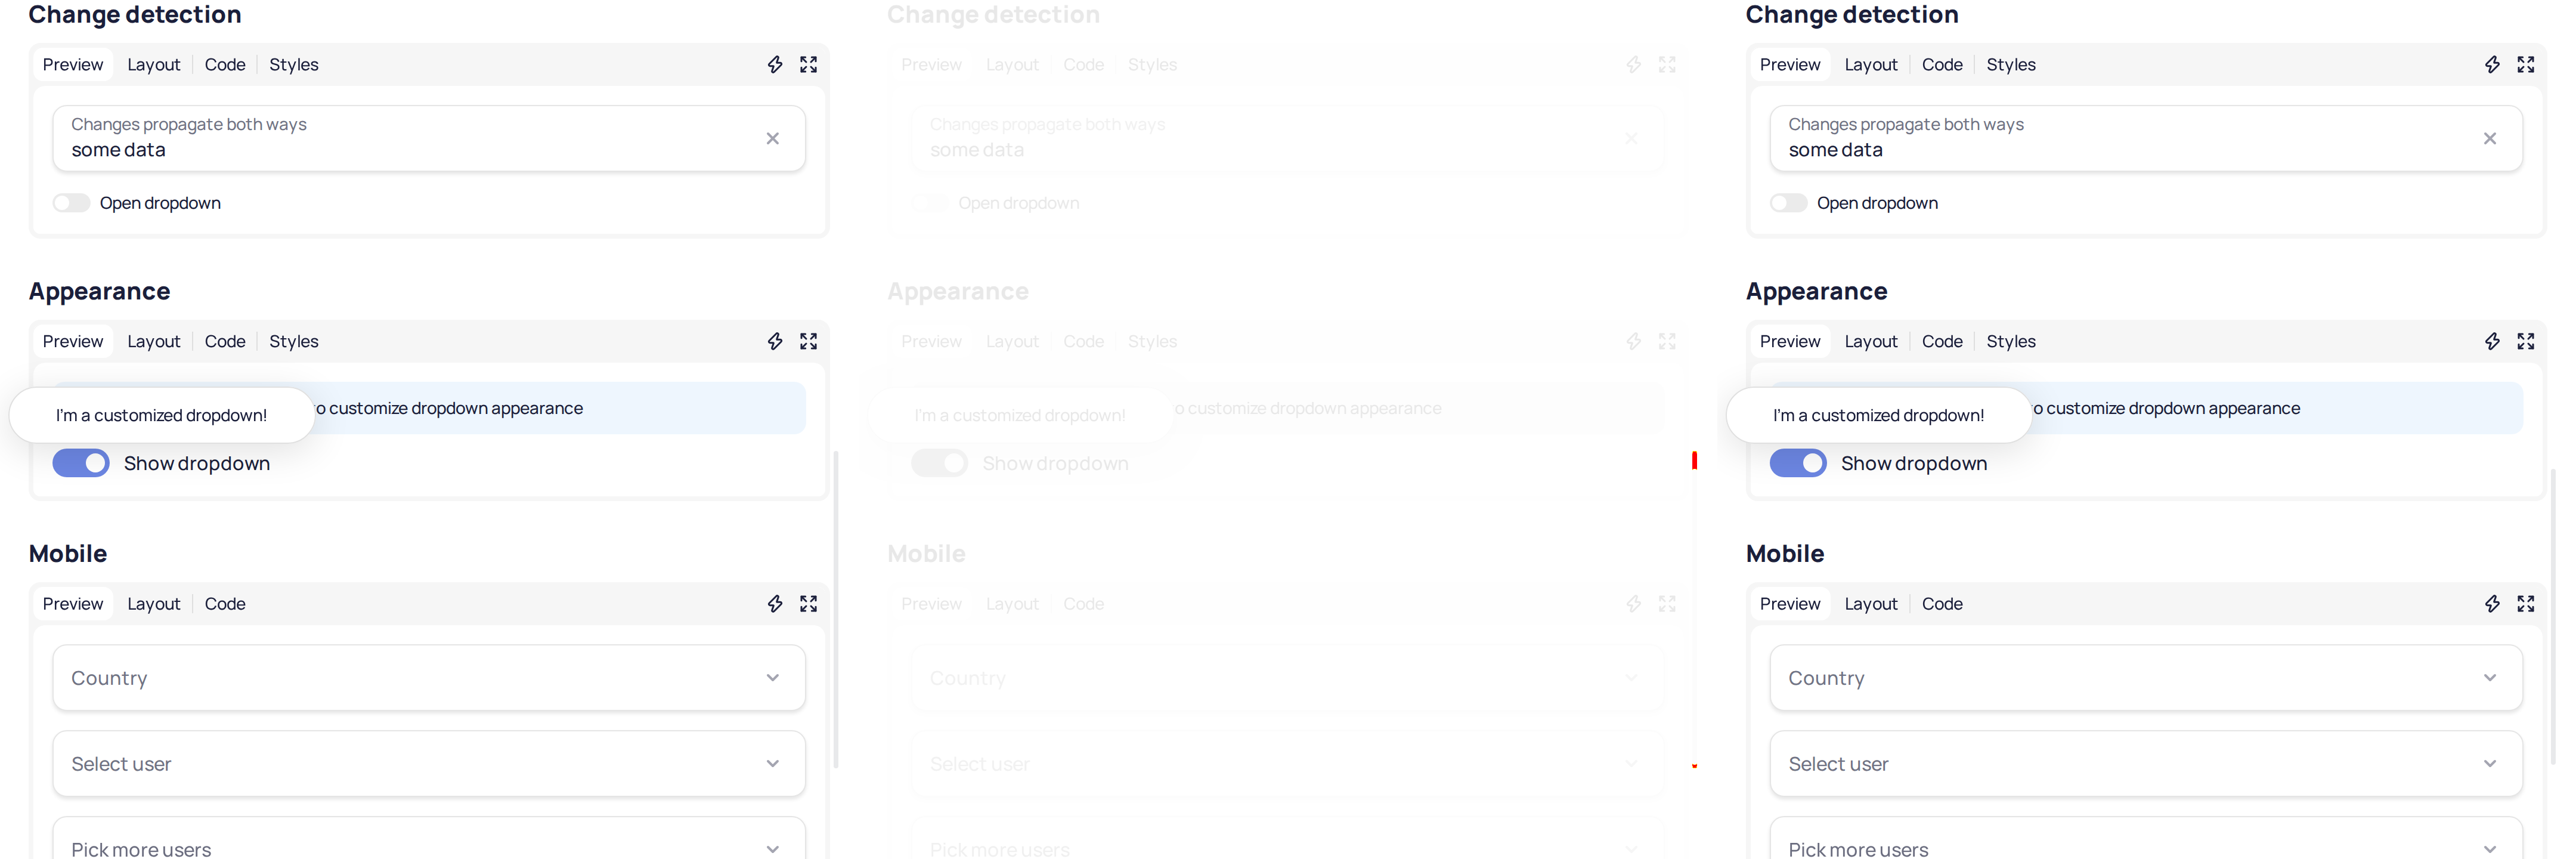 Change detection
Preview Layout Code Styles
Changes propagate both ways
some data
Open dropdown
Appearance
Preview Layout Code Styles
I'm a customized dropdown!
o customize dropdown appearance
Show dropdown
Mobile
Preview Layout Code
Country
Select user
Pick more users
Change detection
Preview Layout Code Styles
Changes propagate both ways
some data
Open dropdown
Appearance
Preview Layout Code Styles
I'm a customized dropdown!
o customize dropdown appearance
Show dropdown
Mobile
Preview Layout Code
Country
Select user
Pick more users
Change detection
Preview Layout Code Styles
Changes propagate both ways
some data
Open dropdown
Appearance
Preview Layout Code Styles
I'm a customized dropdown!
o customize dropdown appearance
Show dropdown
Mobile
Preview Layout Code
Country
Select user
Pick more users